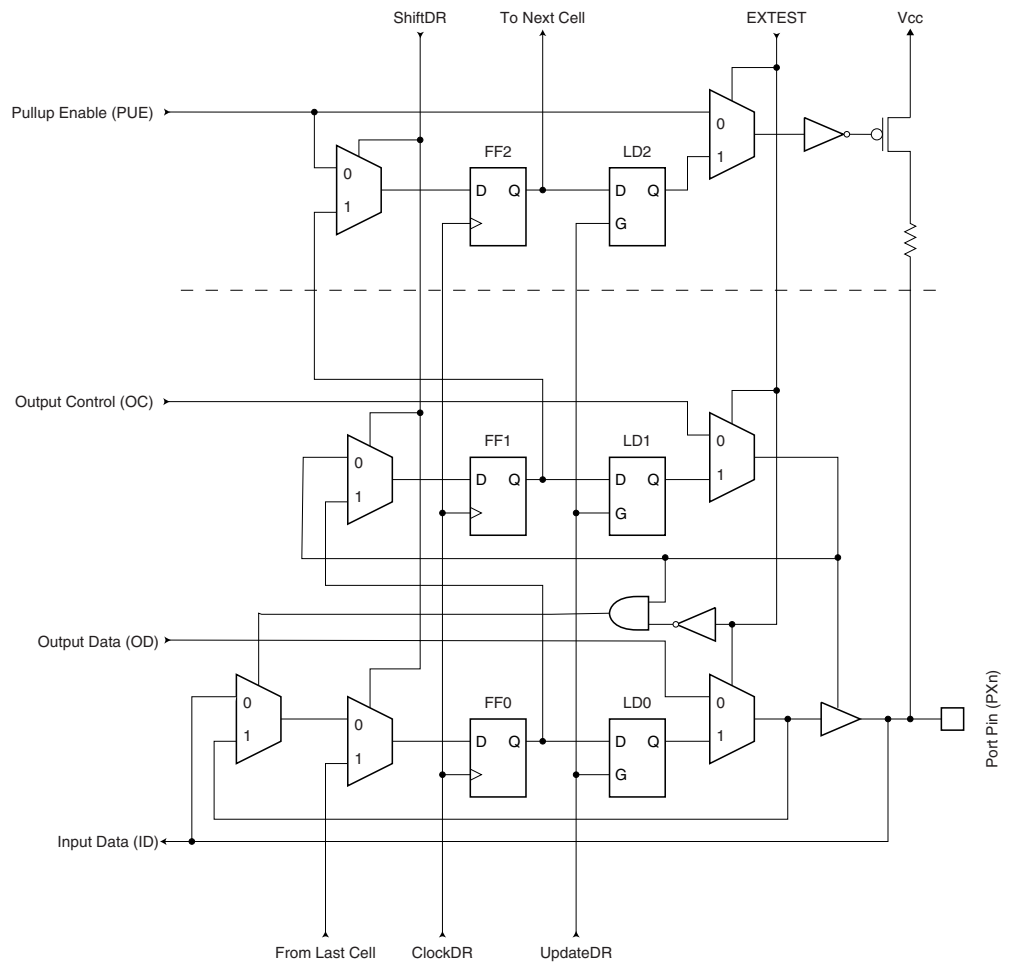 ShiftDR
To Next Cell
EXTEST
Vcc
Pullup Enable (PUE)
0
1
FF2
D Q
LD2
D Q
G
0
1
Output Control (OC)
0
1
FF1
D Q
LD1
D Q
G
0
1
Output Data (OD)
0
1
0
1
FF0
D Q
LD0
D Q
G
0
1
Port Pin (PXn)
Input Data (ID)
From Last Cell
ClockDR
UpdateDR